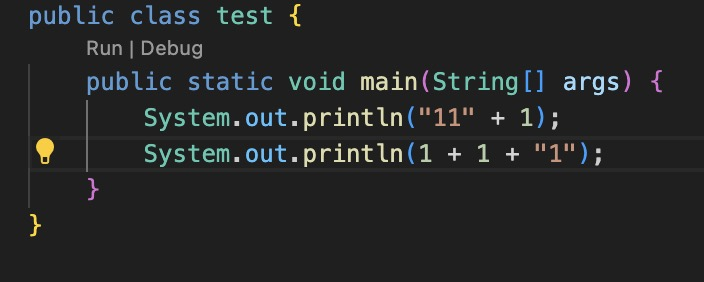 public class test {
Run | Debug
public static void main(String[] args) {
System.out.println("11" + 1);
System.out.println(1 + 1 + "1");
}
}